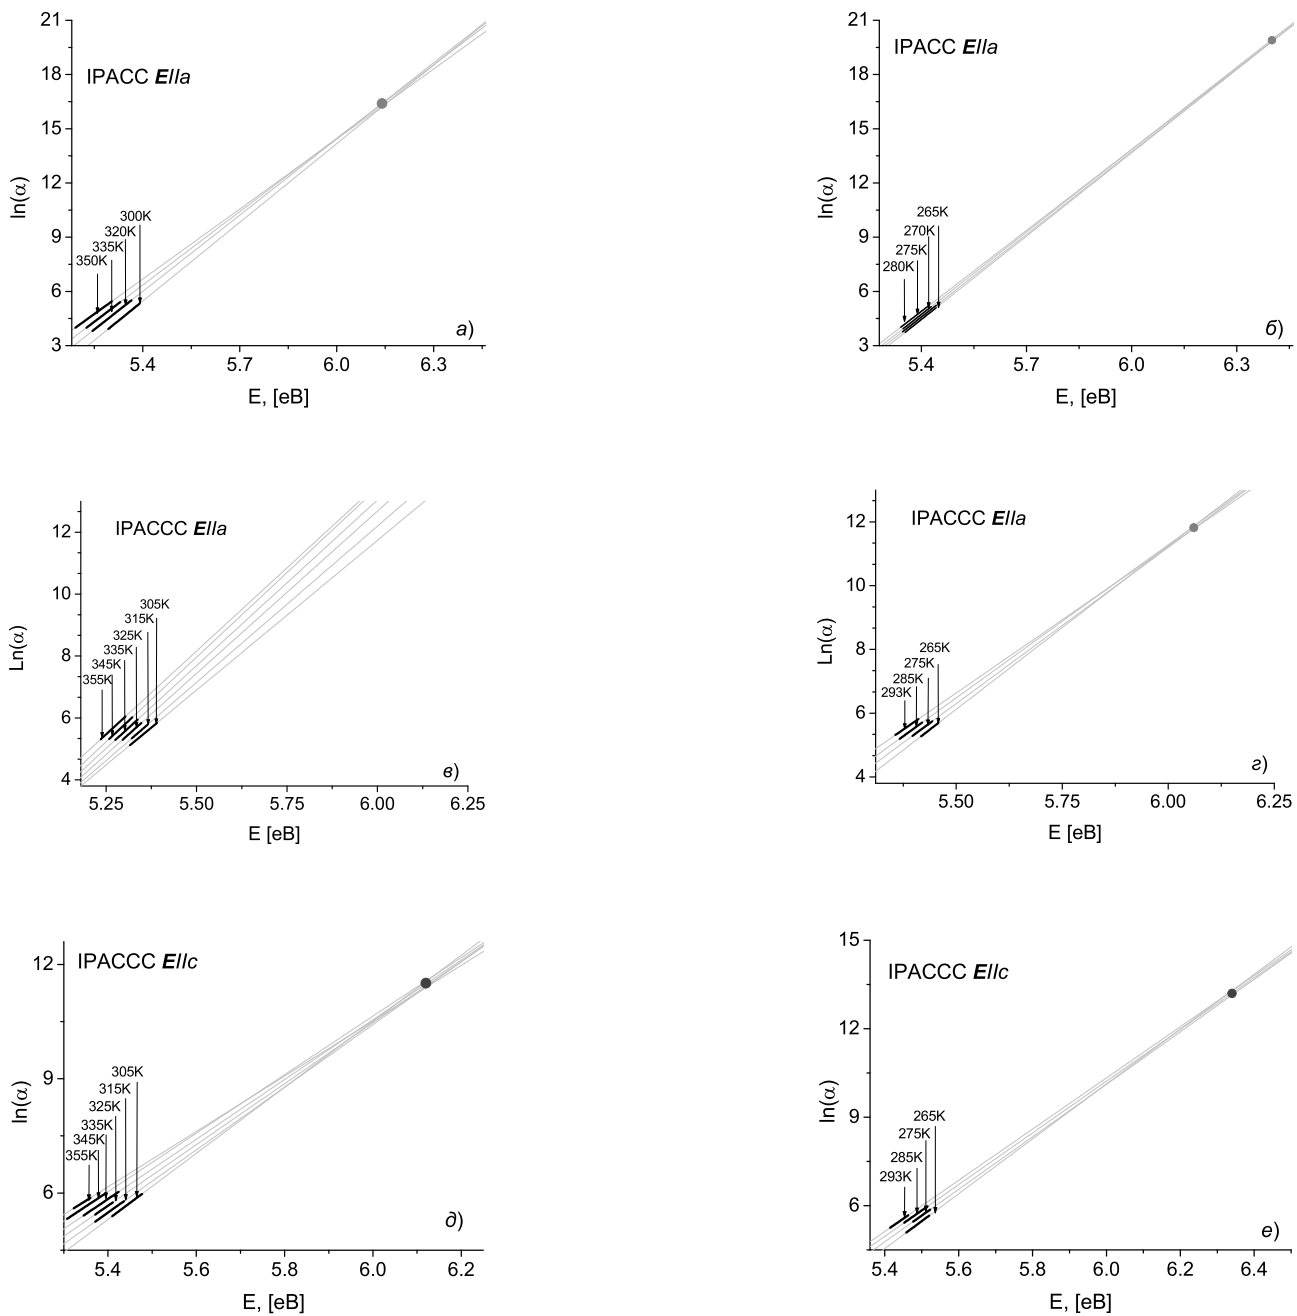 21
18
15
12
9
6
3
ln(α)
IPACC E//a
300K
320K
335K
350K
а)
5.4 5.7 6.0 6.3
E, [eB]
21
18
15
12
9
6
3
ln(α)
IPACC E//a
265K
270K
275K
280K
б)
5.4 5.7 6.0 6.3
E, [eB]
12
10
8
6
4
Ln(α)
IPACCC E//a
305K
315K
325K
335K
345K
355K
в)
5.25 5.50 5.75 6.00 6.25
E [eB]
12
10
8
6
4
Ln(α)
IPACCC E//a
265K
275K
285K
293K
г)
5.50 5.75 6.00 6.25
E [eB]
12
9
6
ln(α)
IPACCC E//c
305K
315K
325K
335K
345K
355K
д)
5.4 5.6 5.8 6.0 6.2
E, [eB]
15
12
9
6
ln(α)
IPACCC E//c
265K
275K
285K
293K
е)
5.4 5.6 5.8 6.0 6.2 6.4
E, [eB]